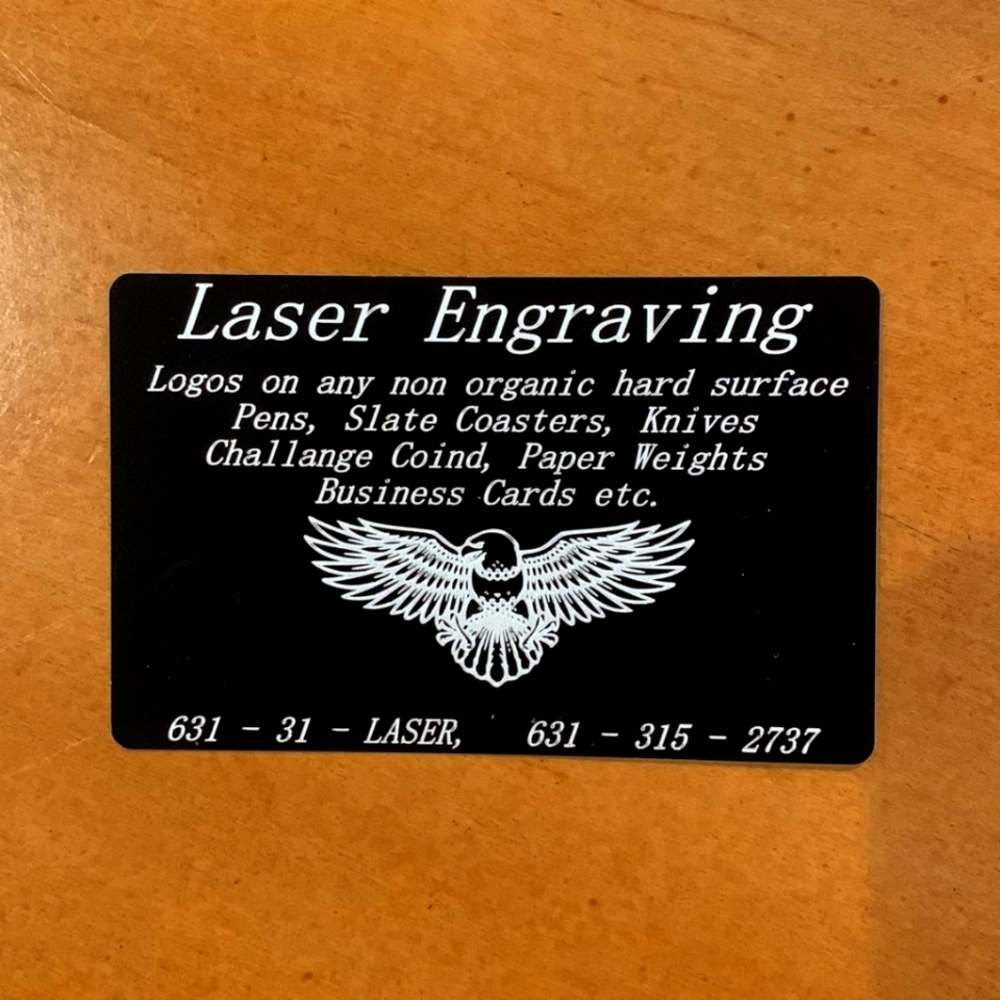 Laser Engraving
Logos on any non organic hard surface
Pens, Slate Coasters, Knives
Challange Coind, Paper Weights
Business Cards etc.
631 - 31 - LASER, 631 - 315 - 2737